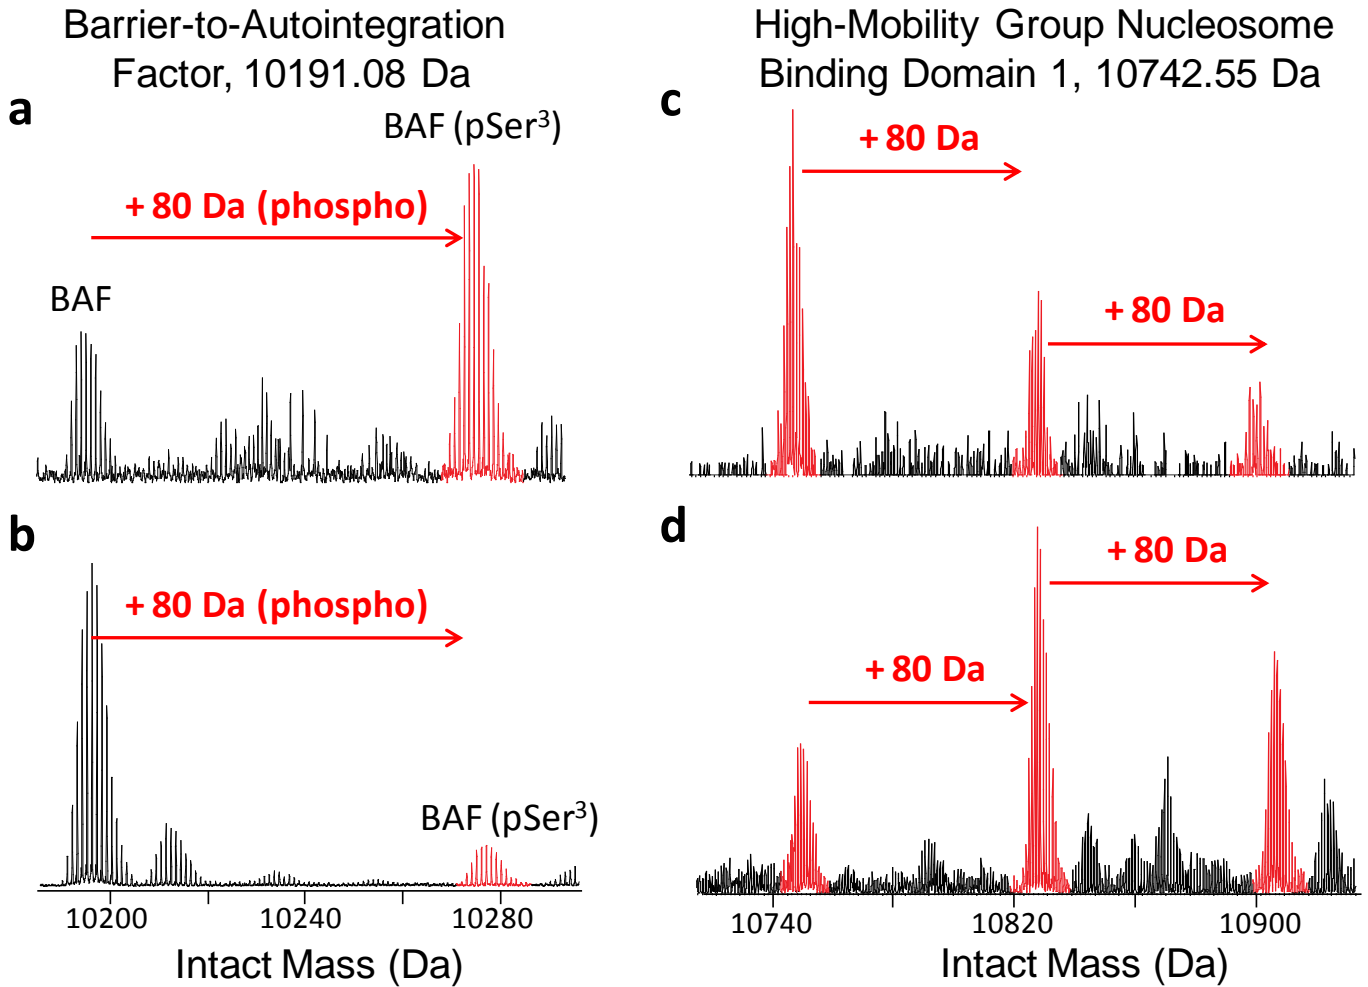 Barrier-to-Autointegration
Factor, 10191.08 Da
High-Mobility Group Nucleosome
Binding Domain 1, 10742.55 Da
a
BAF (pSer³)
+ 80 Da (phospho)
BAF
b
+ 80 Da (phospho)
BAF (pSer³)
10200 10240 10280
Intact Mass (Da)
c
+ 80 Da
+ 80 Da
d
+ 80 Da
+ 80 Da
10740 10820 10900
Intact Mass (Da)